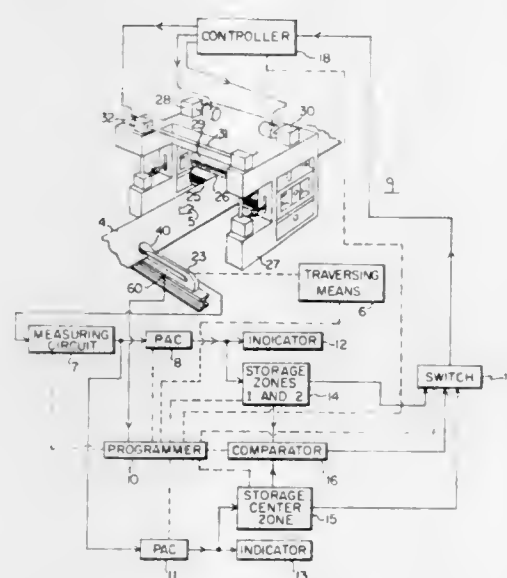 CONTROLLER
18
9
28
30
32
31
29
25
26
2
5
4
40
23
27
60
TRAVERSING
MEANS
6
MEASURING
CIRCUIT
7
PAC
8
INDICATOR
12
STORAGE
ZONES
1 AND 2
14
SWITCH
PROGRAMMER
10
COMPARATOR
16
STORAGE
CENTER
ZONE
15
PAC
11
INDICATOR
13